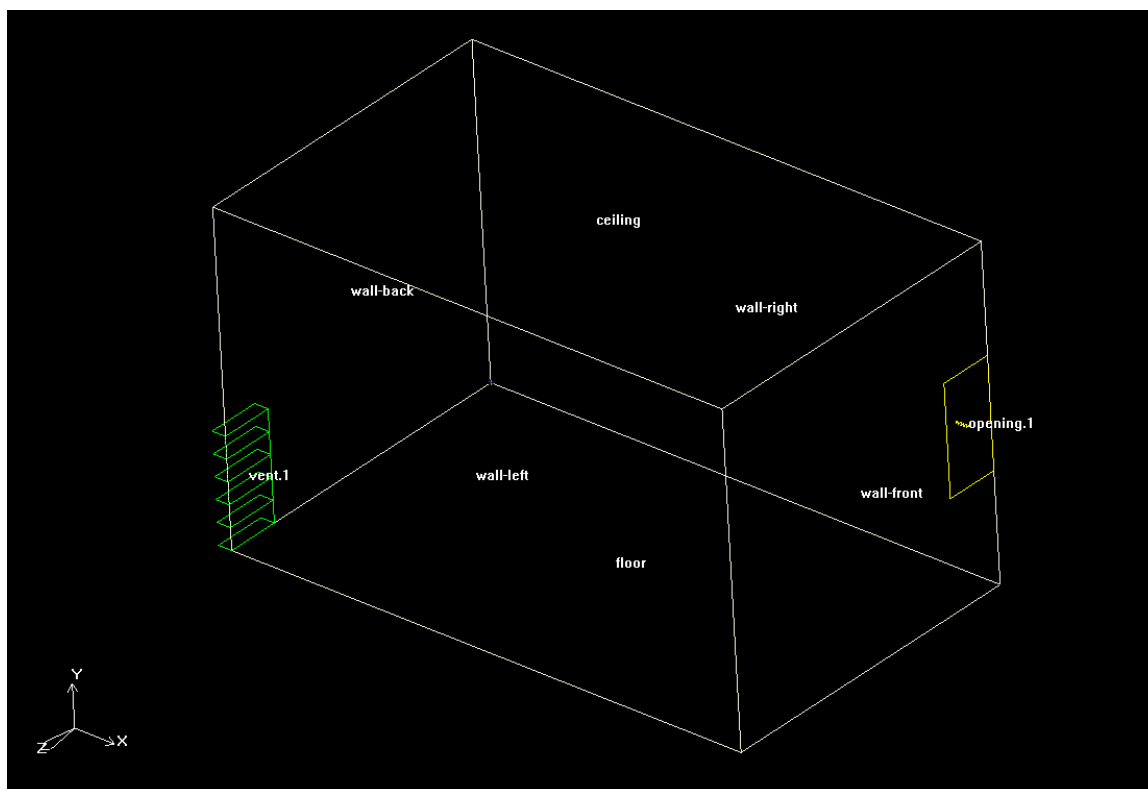 ceiling
wall-back
wall-right
opening.1
vent.1
wall-left
wall-front
floor
Y
X
Z